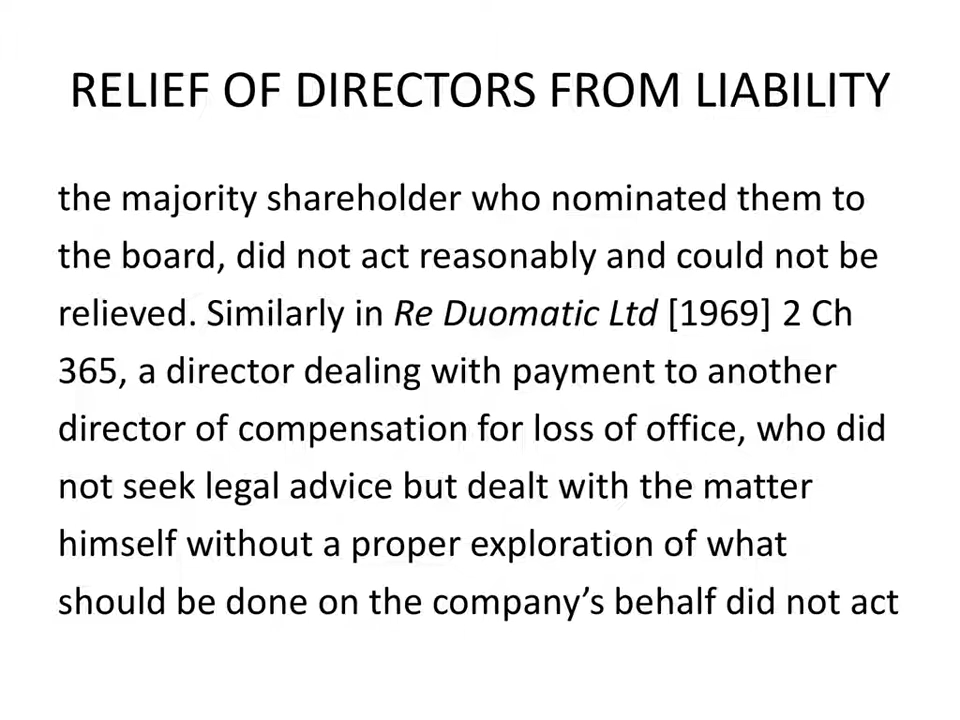 RELIEF OF DIRECTORS FROM LIABILITY
the majority shareholder who nominated them to
the board, did not act reasonably and could not be
relieved. Similarly in Re Duomatic Ltd [1969] 2 Ch
365, a director dealing with payment to another
director of compensation for loss of office, who did
not seek legal advice but dealt with the matter
himself without a proper exploration of what
should be done on the company’s behalf did not act